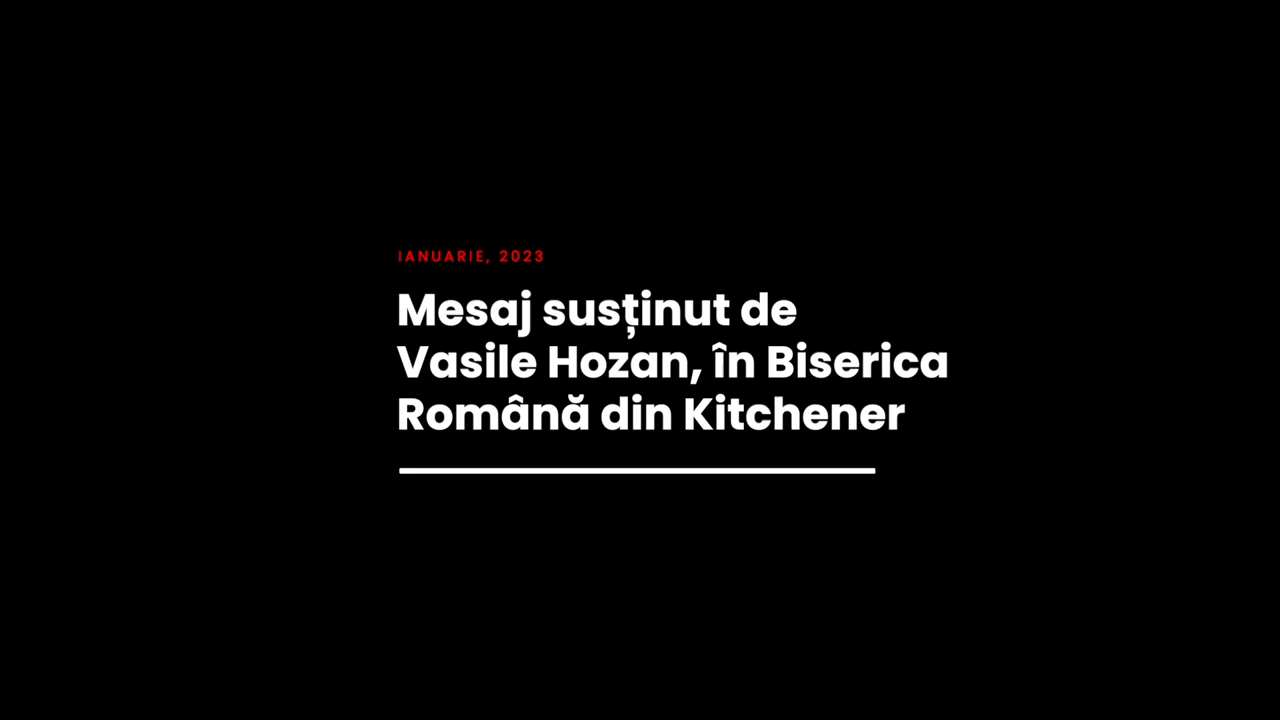 IANUARIE, 2023
Mesaj susținut de
Vasile Hozan, în Biserica
Română din Kitchener